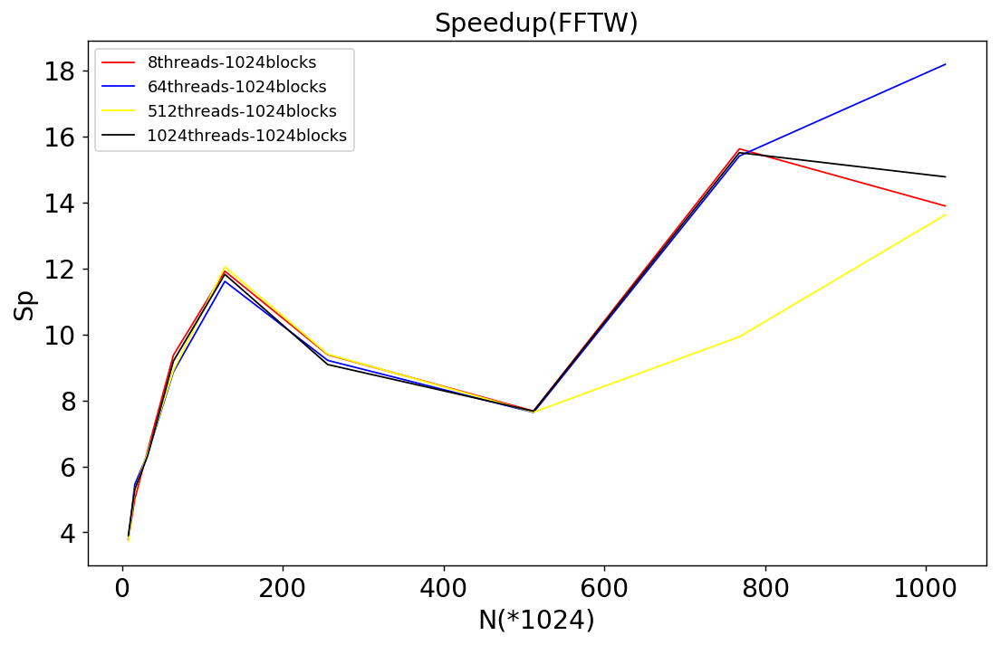 Speedup(FFTW)
8threads-1024blocks
64threads-1024blocks
512threads-1024blocks
1024threads-1024blocks
18
16
14
12
10
8
6
4
Sp
0 200 400 600 800 1000
N(*1024)